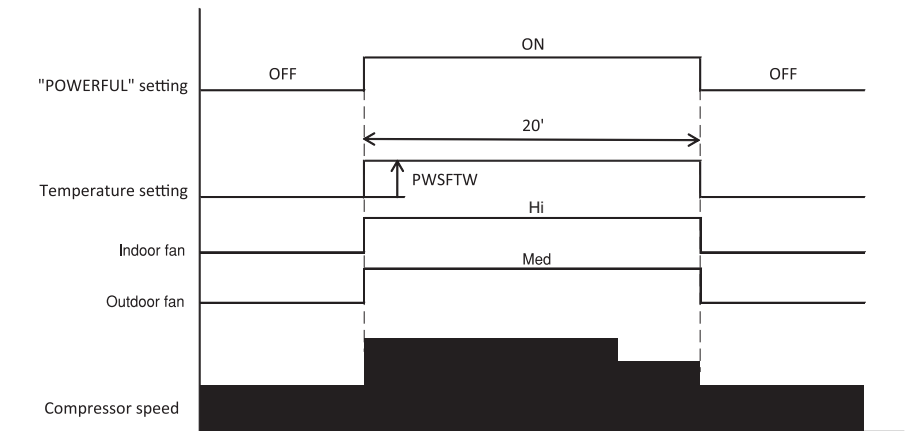 ON
OFF
OFF
"POWERFUL" setting
20'
PWSFTW
Temperature setting
Hi
Indoor fan
Med
Outdoor fan
Compressor speed